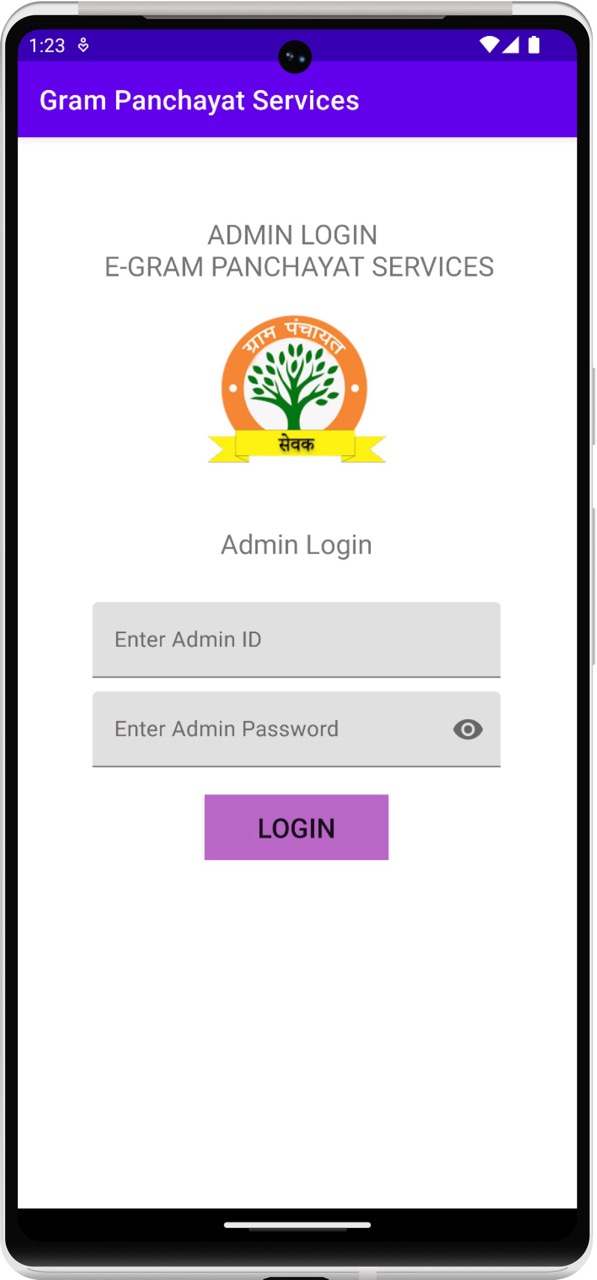 1:23
Gram Panchayat Services
ADMIN LOGIN
E-GRAM PANCHAYAT SERVICES
ग्राम पंचायत
सेवक
Admin Login
Enter Admin ID
Enter Admin Password
LOGIN